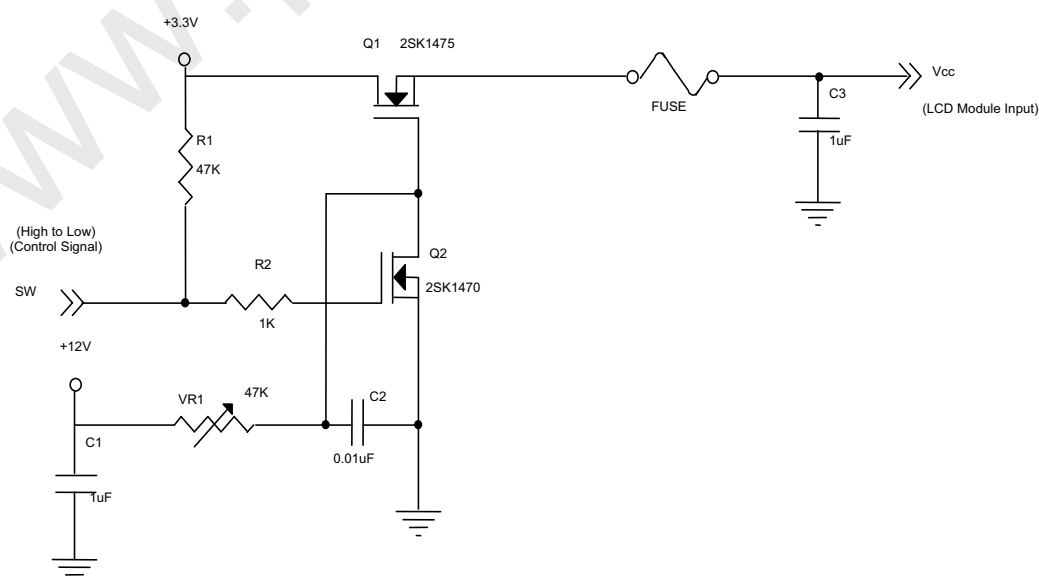 +3.3V
Q1 2SK1475
FUSE
Vcc
(LCD Module Input)
C3
1uF
R1
47K
(High to Low)
(Control Signal)
SW
R2
1K
Q2
2SK1470
+12V
VR1
47K
C2
0.01uF
C1
1uF